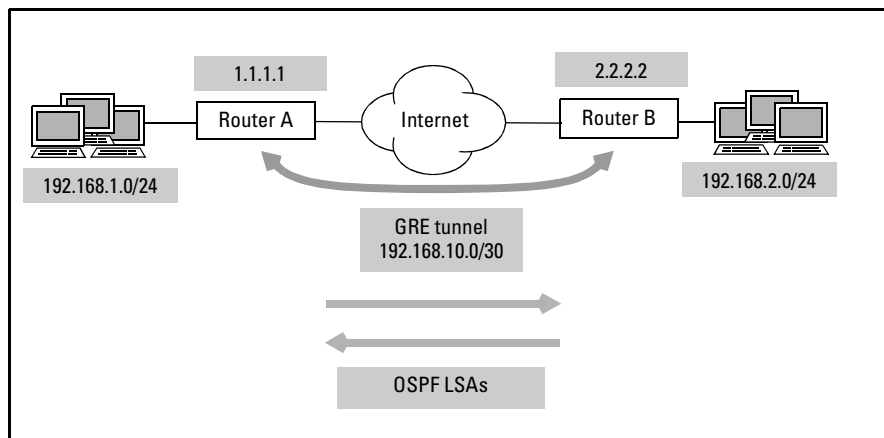 1.1.1.1
2.2.2.2
Router A
Internet
Router B
192.168.1.0/24
192.168.2.0/24
GRE tunnel
192.168.10.0/30
OSPF LSAs